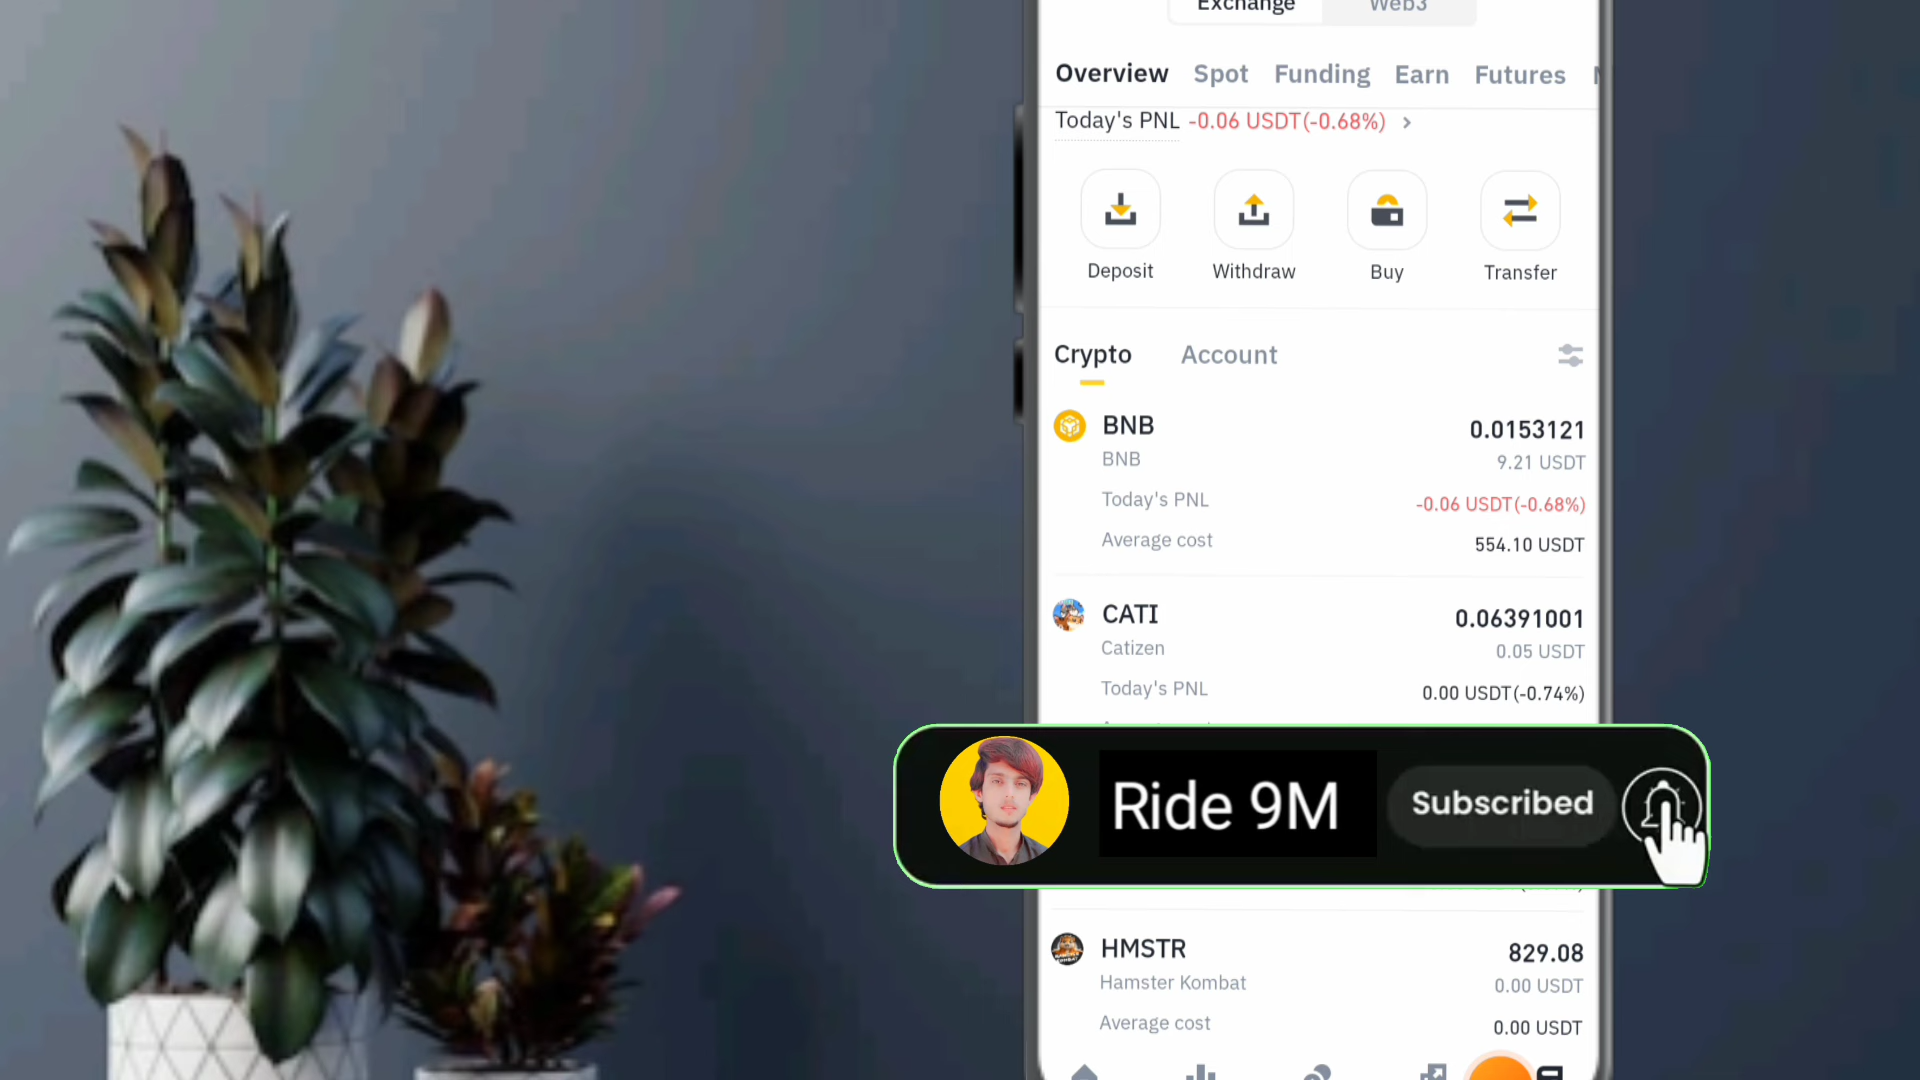 Exchange Web3
Overview Spot Funding Earn Futures
Today's PNL -0.06 USDT(-0.68%) >
Deposit Withdraw Buy Transfer
Crypto Account
BNB 0.0153121
BNB 9.21 USDT
Today's PNL -0.06 USDT(-0.68%)
Average cost 554.10 USDT
CATI 0.06391001
Catizen 0.05 USDT
Today's PNL 0.00 USDT(-0.74%)
Ride 9M Subscribed
HMSTR 829.08
Hamster Kombat 0.00 USDT
Average cost 0.00 USDT